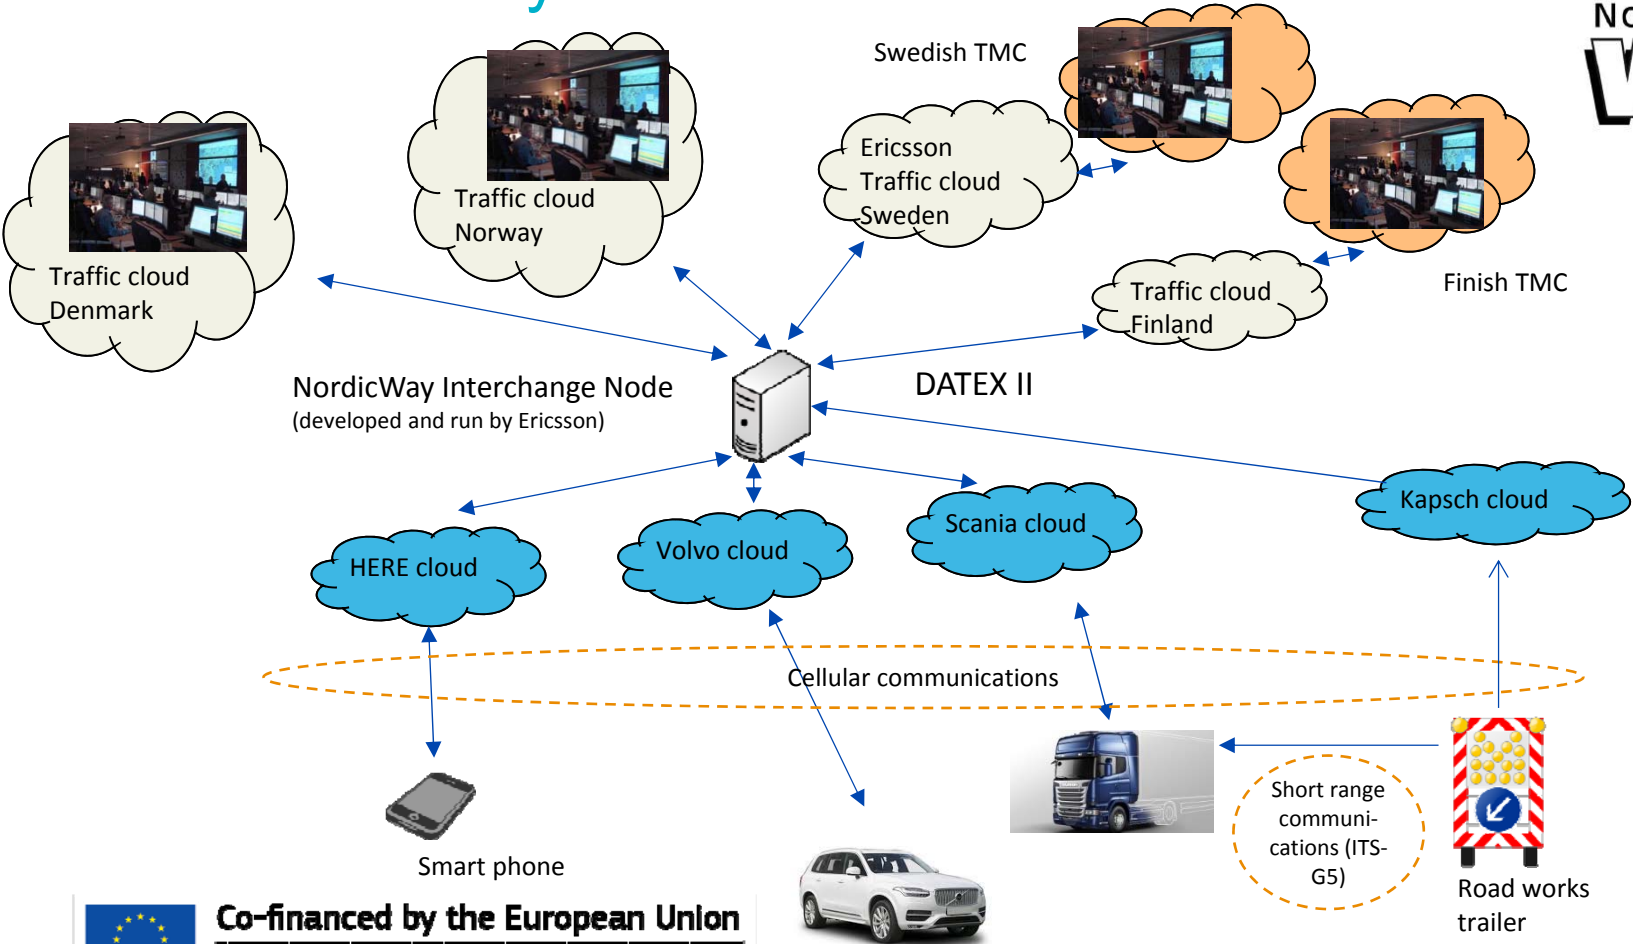 Swedish TMC
Ericsson
Traffic cloud
Sweden
Traffic cloud
Norway
Traffic cloud
Denmark
Traffic cloud
Finland
Finish TMC
NordicWay Interchange Node
(developed and run by Ericsson)
DATEX II
HERE cloud
Volvo cloud
Scania cloud
Kapsch cloud
Cellular communications
Short range
communi-
cations (ITS-
G5)
Smart phone
Road works
trailer
Co-financed by the European Union